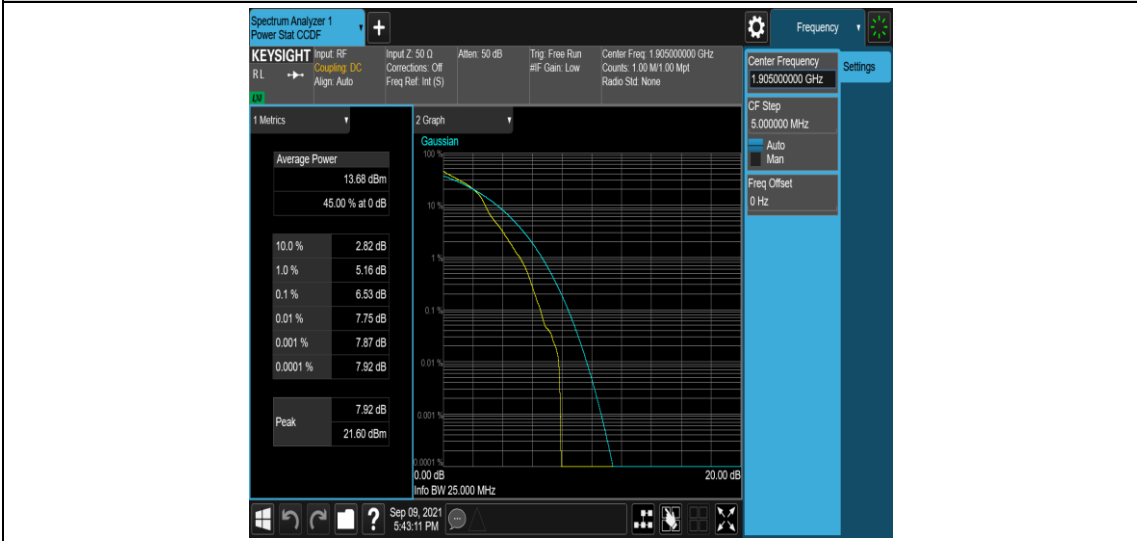 Spectrum Analyzer 1
Power Stat CCDF
+
Frequency
KEYSIGHT
RL
LM
Input: RF
Coupling: DC
Align: Auto
Input Z: 50 Ω
Corrections: Off
Freq Ref: Int (S)
Atten: 50 dB
Trig: Free Run
#IF Gain: Low
Center Freq: 1.905000000 GHz
Counts: 1.00 M/1.00 Mpt
Radio Std: None
Center Frequency
1.905000000 GHz
Settings
CF Step
5.000000 MHz
Auto
Man
Freq Offset
0 Hz
1 Metrics
Average Power
13.68 dBm
45.00 % at 0 dB
10.0 % 2.82 dB
1.0 % 5.16 dB
0.1 % 6.53 dB
0.01 % 7.75 dB
0.001 % 7.87 dB
0.0001 % 7.92 dB
Peak
7.92 dB
21.60 dBm
2 Graph
Gaussian
100 %
10 %
1 %
0.1 %
0.01 %
0.001 %
0.0001 %
0.00 dB 20.00 dB
Info BW 25.000 MHz
?
Sep 09, 2021
5:43:11 PM